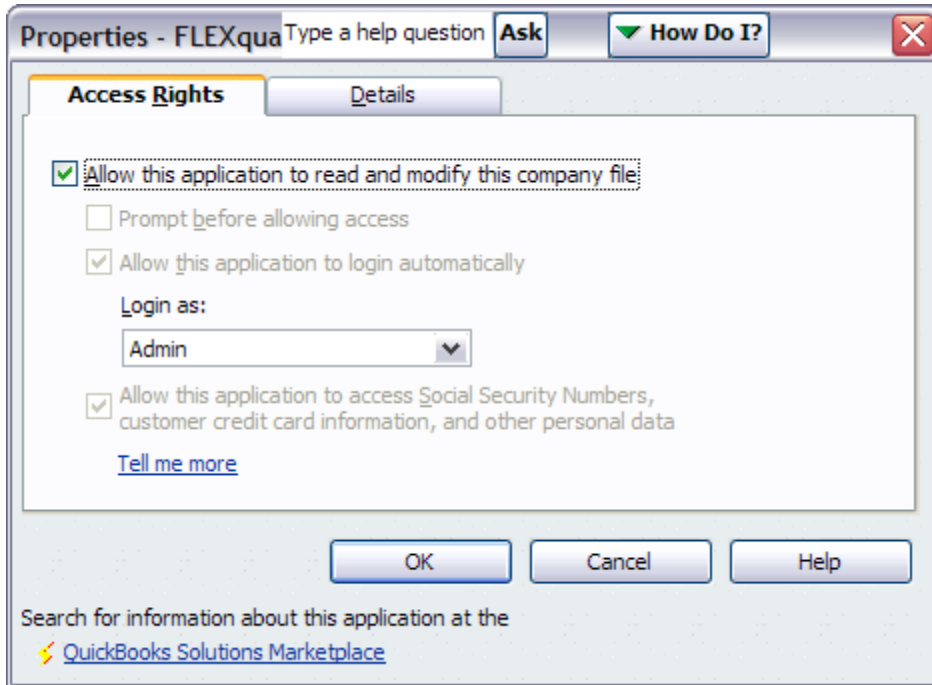 Properties - FLEXqua Type a help question Ask How Do I?
Access Rights Details
Allow this application to read and modify this company file
Prompt before allowing access
Allow this application to login automatically
Login as:
Admin
Allow this application to access Social Security Numbers,
customer credit card information, and other personal data
Tell me more
OK Cancel Help
Search for information about this application at the
QuickBooks Solutions Marketplace